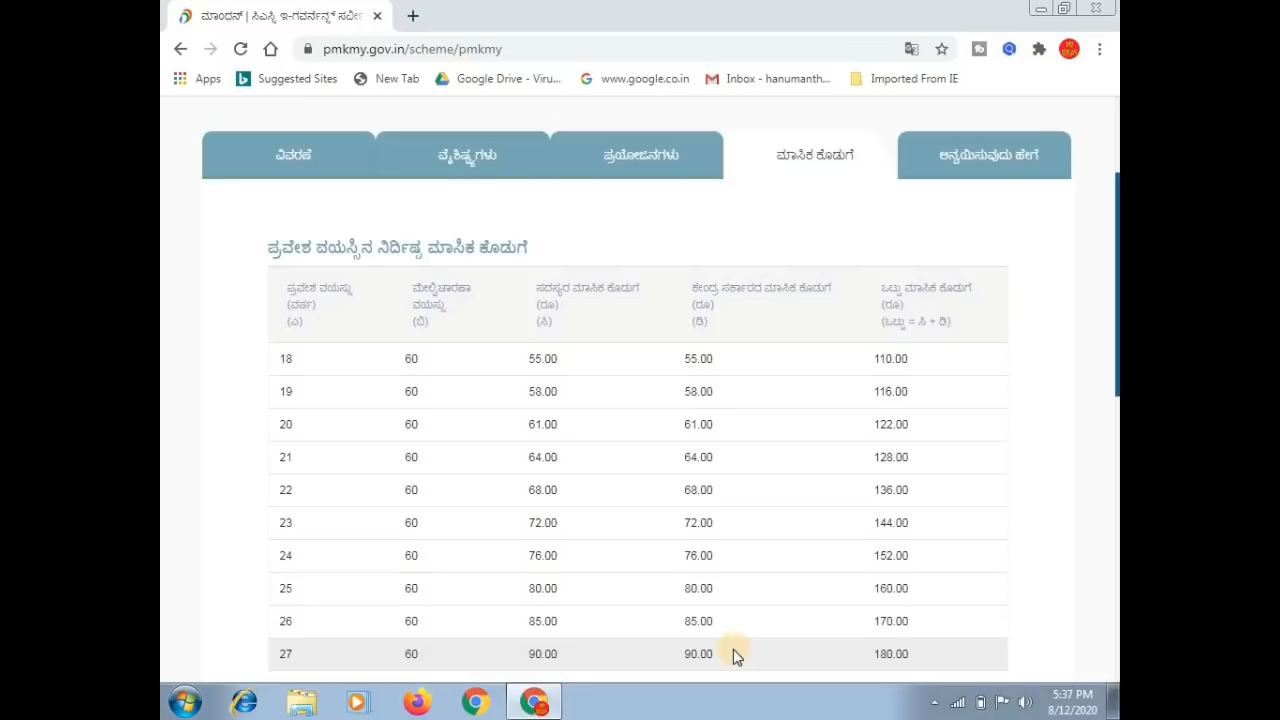 ಮಾಂಧನ್ | ಸಿಎಸ್ಸಿ ಇ-ಗವರ್ನೆನ್ಸ್ ಸರ್ವಿ
pmkmy.gov.in/scheme/pmkmy
Apps Suggested Sites New Tab Google Drive - Viru... www.google.co.in Inbox - hanumanth... Imported From IE
ವಿವರಣೆ ವೈಶಿಷ್ಟ್ಯಗಳು ಪ್ರಯೋಜನಗಳು ಮಾಸಿಕ ಕೊಡುಗೆ ಅನ್ವಯಿಸುವುದು ಹೇಗೆ
ಪ್ರವೇಶ ವಯಸ್ಸಿನ ನಿರ್ದಿಷ್ಟ ಮಾಸಿಕ ಕೊಡುಗೆ
ಪ್ರವೇಶ ವಯಸ್ಸು ಮೇಲ್ವಿಚಾರಣಾ ಸದಸ್ಯರ ಮಾಸಿಕ ಕೊಡುಗೆ ಕೇಂದ್ರ ಸರ್ಕಾರದ ಮಾಸಿಕ ಕೊಡುಗೆ ಒಟ್ಟು ಮಾಸಿಕ ಕೊಡುಗೆ
(ವರ್ಷ) ವಯಸ್ಸು (ರೂ) (ರೂ) (ರೂ)
(ಎ) (ಬಿ) (ಸಿ) (ಡಿ) (ಒಟ್ಟು = ಸಿ + ಡಿ)
18 60 55.00 55.00 110.00
19 60 58.00 58.00 116.00
20 60 61.00 61.00 122.00
21 60 64.00 64.00 128.00
22 60 68.00 68.00 136.00
23 60 72.00 72.00 144.00
24 60 76.00 76.00 152.00
25 60 80.00 80.00 160.00
26 60 85.00 85.00 170.00
27 60 90.00 90.00 180.00
5:37 PM
8/12/2020